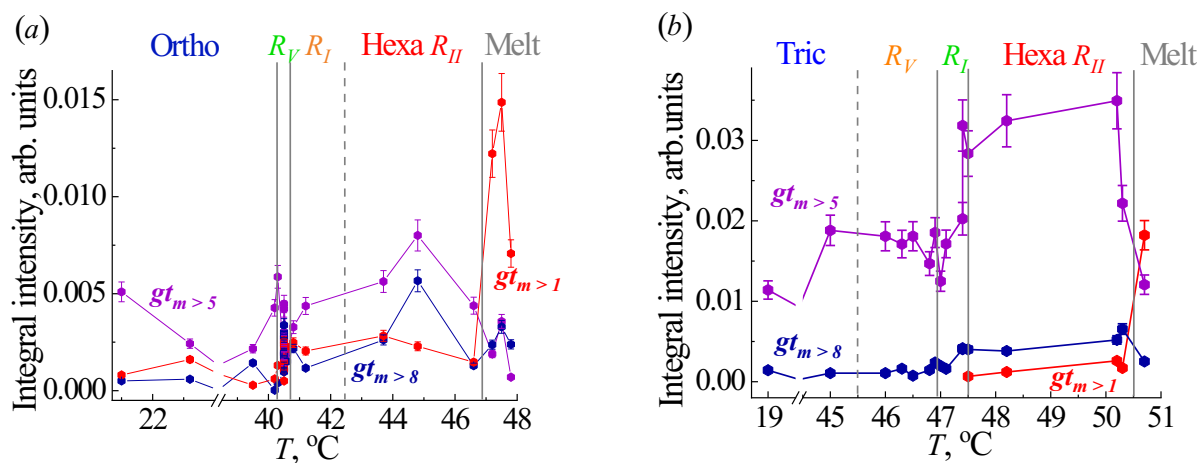 (a)
Ortho R_V R_I Hexa R_II Melt
Integral intensity, arb. units
0.015
0.010
0.005
0.000
gt_m>5
gt_m>1
gt_m>8
22 40 42 44 46 48
T, °C
(b)
Tric R_V R_I Hexa R_II Melt
Integral intensity, arb.units
0.03
0.02
0.01
0.00
gt_m>5
gt_m>8
gt_m>1
19 45 46 47 48 49 50 51
T, °C